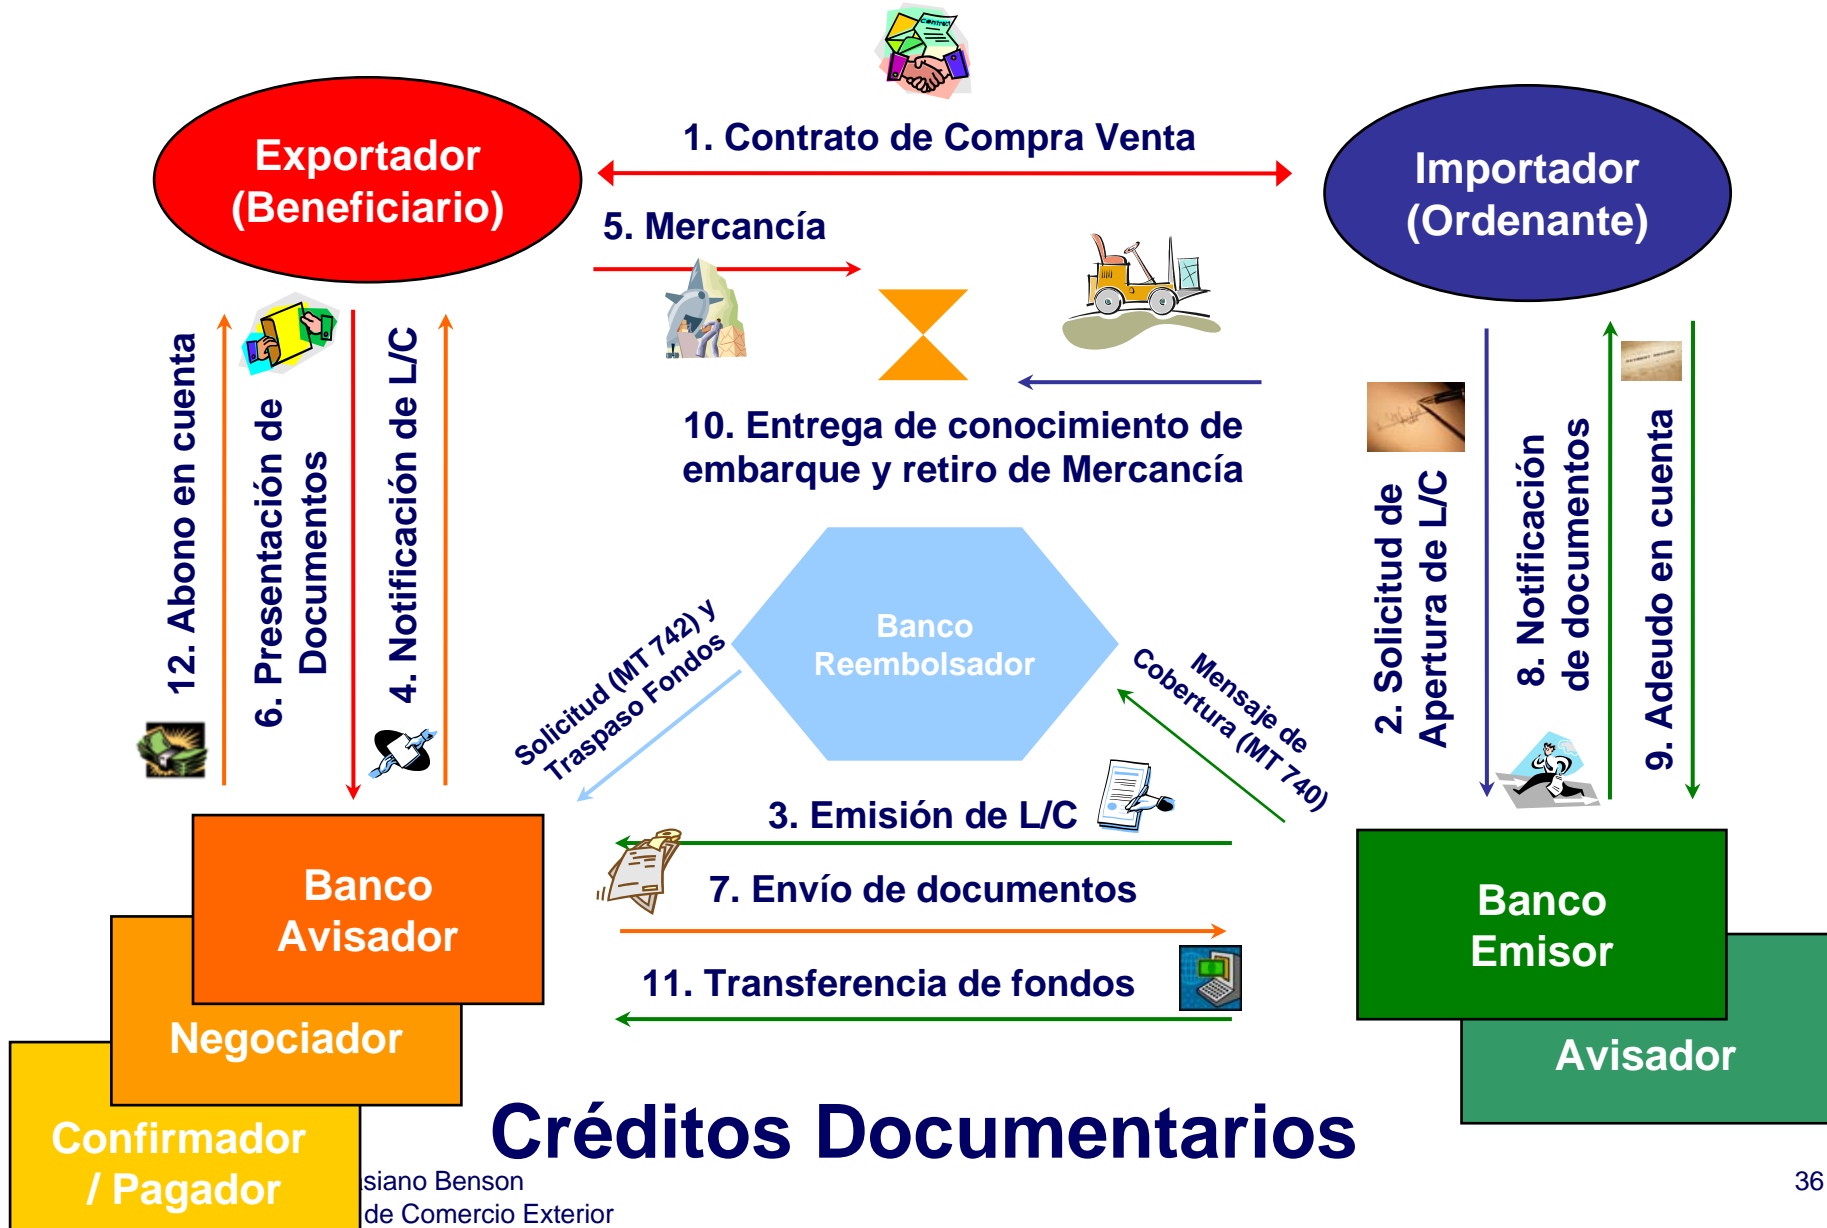 1. Contrato de Compra Venta
Exportador
(Beneficiario)
Importador
(Ordenante)
5. Mercancía
10. Entrega de conocimiento de
embarque y retiro de Mercancía
12. Abono en cuenta
6. Presentación de
Documentos
4. Notificación de L/C
2. Solicitud de
Apertura de L/C
8. Notificación
de documentos
9. Adeudo en cuenta
Banco
Reembolsador
Solicitud (MT 742) y
Traspaso Fondos
Mensaje de
Cobertura (MT 740)
3. Emisión de L/C
7. Envío de documentos
11. Transferencia de fondos
Banco
Avisador
Negociador
Confirmador
/ Pagador
Banco
Emisor
Avisador
Créditos Documentarios
Benson
de Comercio Exterior
36